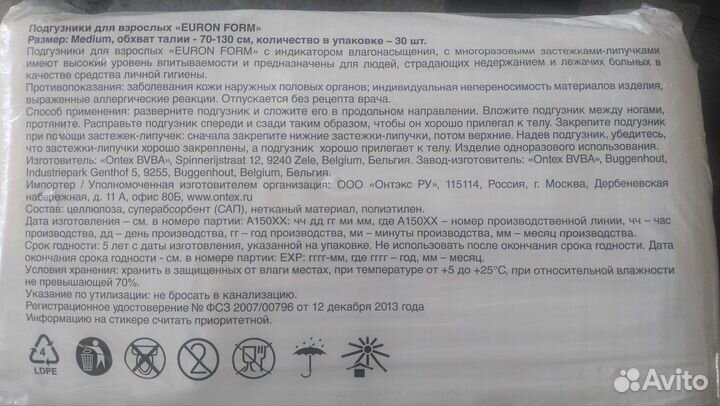 Подгузники для взрослых «EURON FORM»
Размер: Medium, обхват талии - 70-130 см, количество в упаковке – 30 шт.
Подгузники для взрослых «EURON FORM» с индикатором влагонасыщения, с многоразовыми застежками-липучками
имеют высокий уровень впитываемости и предназначены для людей, страдающих недержанием и лежачих больных в
качестве средства личной гигиены.
Противопоказания: заболевания кожи наружных половых органов; индивидуальная непереносимость материалов изделия,
выраженные аллергические реакции. Отпускается без рецепта врача.
Способ применения: разверните подгузник и сложите его в продольном направлении. Вложите подгузник между ногами,
протяните. Расправьте подгузник спереди и сзади таким образом, чтобы он хорошо прилегал к телу. Закрепите подгузник
при помощи застежек-липучек: сначала закрепите нижние застежки-липучки, потом верхние. Надев подгузник, убедитесь,
что застежки-липучки хорошо закреплены, а подгузник хорошо прилегает к телу. Изделие одноразового использования.
Изготовитель: «Ontex BVBA», Spinnerijstraat 12, 9240 Zele, Belgium, Бельгия. Завод-изготовитель: «Ontex BVBA», Buggenhout,
Industriepark Genthof 5, 9255, Buggenhout, Belgium, Бельгия.
Импортер / Уполномоченная изготовителем организация: ООО «Онтэкс РУ», 115114, Россия, г. Москва, Дербеневская
набережная, д. 11 А, офис 80Б, www.ontex.ru
Состав: целлюлоза, суперабсорбент (САП), нетканый материал, полиэтилен.
Дата изготовления - см. в номере партии: А150ХХ: чч дд гг ми мм, где А150ХХ – номер производственной линии, чч – час
производства, дд – день производства, гг – год производства, ми – минуты производства, мм – месяц производства.
Срок годности: 5 лет с даты изготовления, указанной на упаковке. Не использовать после окончания срока годности. Дата
окончания срока годности - см. в номере партии: EXP: гггг-мм, где гггг – год, мм – месяц.
Условия хранения: хранить в защищенных от влаги местах, при температуре от +5 до +25°С, при относительной влажности
не превышающей 70%.
Указание по утилизации: не бросать в канализацию.
Регистрационное удостоверение № ФСЗ 2007/00796 от 12 декабря 2013 года
Информацию на стикере считать приоритетной.
4
LDPE
2
Avito